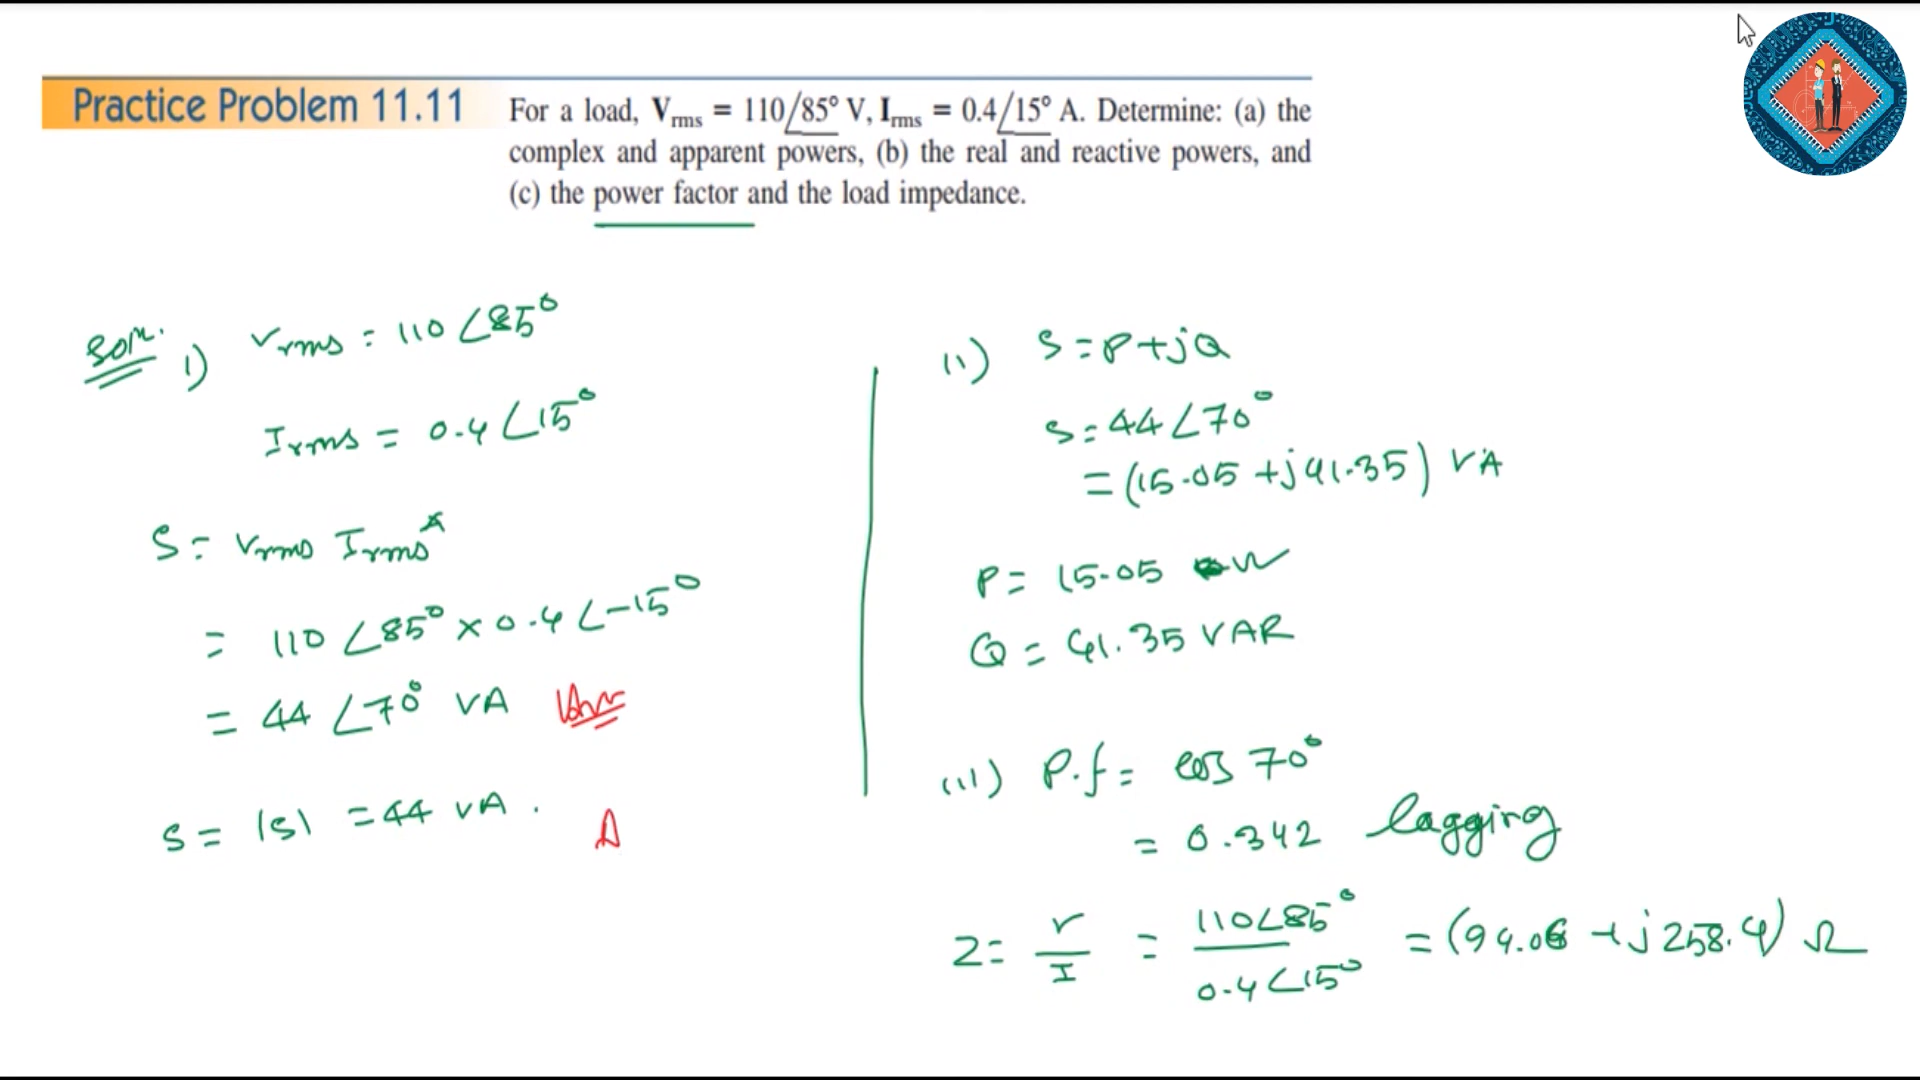 Practice Problem 11.11 For a load, Vrms = 110/85° V, Irms = 0.4/15° A. Determine: (a) the
complex and apparent powers, (b) the real and reactive powers, and
(c) the power factor and the load impedance.
Soln. i) Vrms = 110∠85°
Irms = 0.4∠15°
S = Vrms Irms*
= 110∠85° × 0.4∠-15°
= 44∠70° VA Ans
S = |S| = 44 VA. A
ii) S = P+jQ
S = 44∠70°
= (15.05 + j41.35) VA
P = 15.05 W
Q = 41.35 VAR
iii) P.f = cos 70°
= 0.342 lagging
Z = V/I = 110∠85° / 0.4∠15° = (94.06 + j258.4) Ω